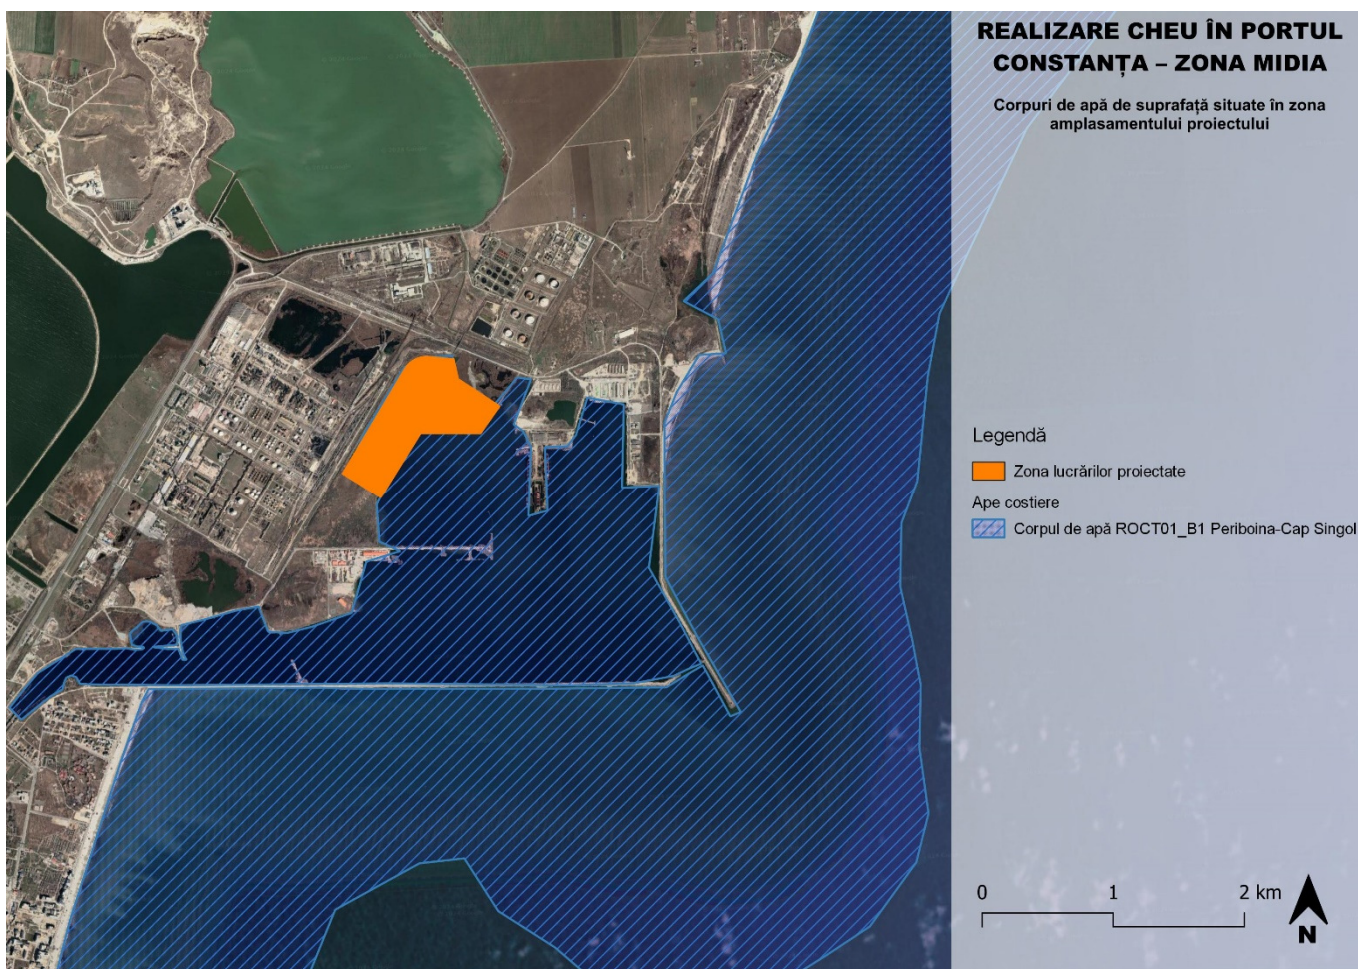 REALIZARE CHEU ÎN PORTUL
CONSTANȚA – ZONA MIDIA
Corpuri de apă de suprafață situate în zona
amplasamentului proiectului
Legendă
Zona lucrărilor proiectate
Ape costiere
Corpul de apă ROCT01_B1 Periboina-Cap Singol
0 1 2 km
N